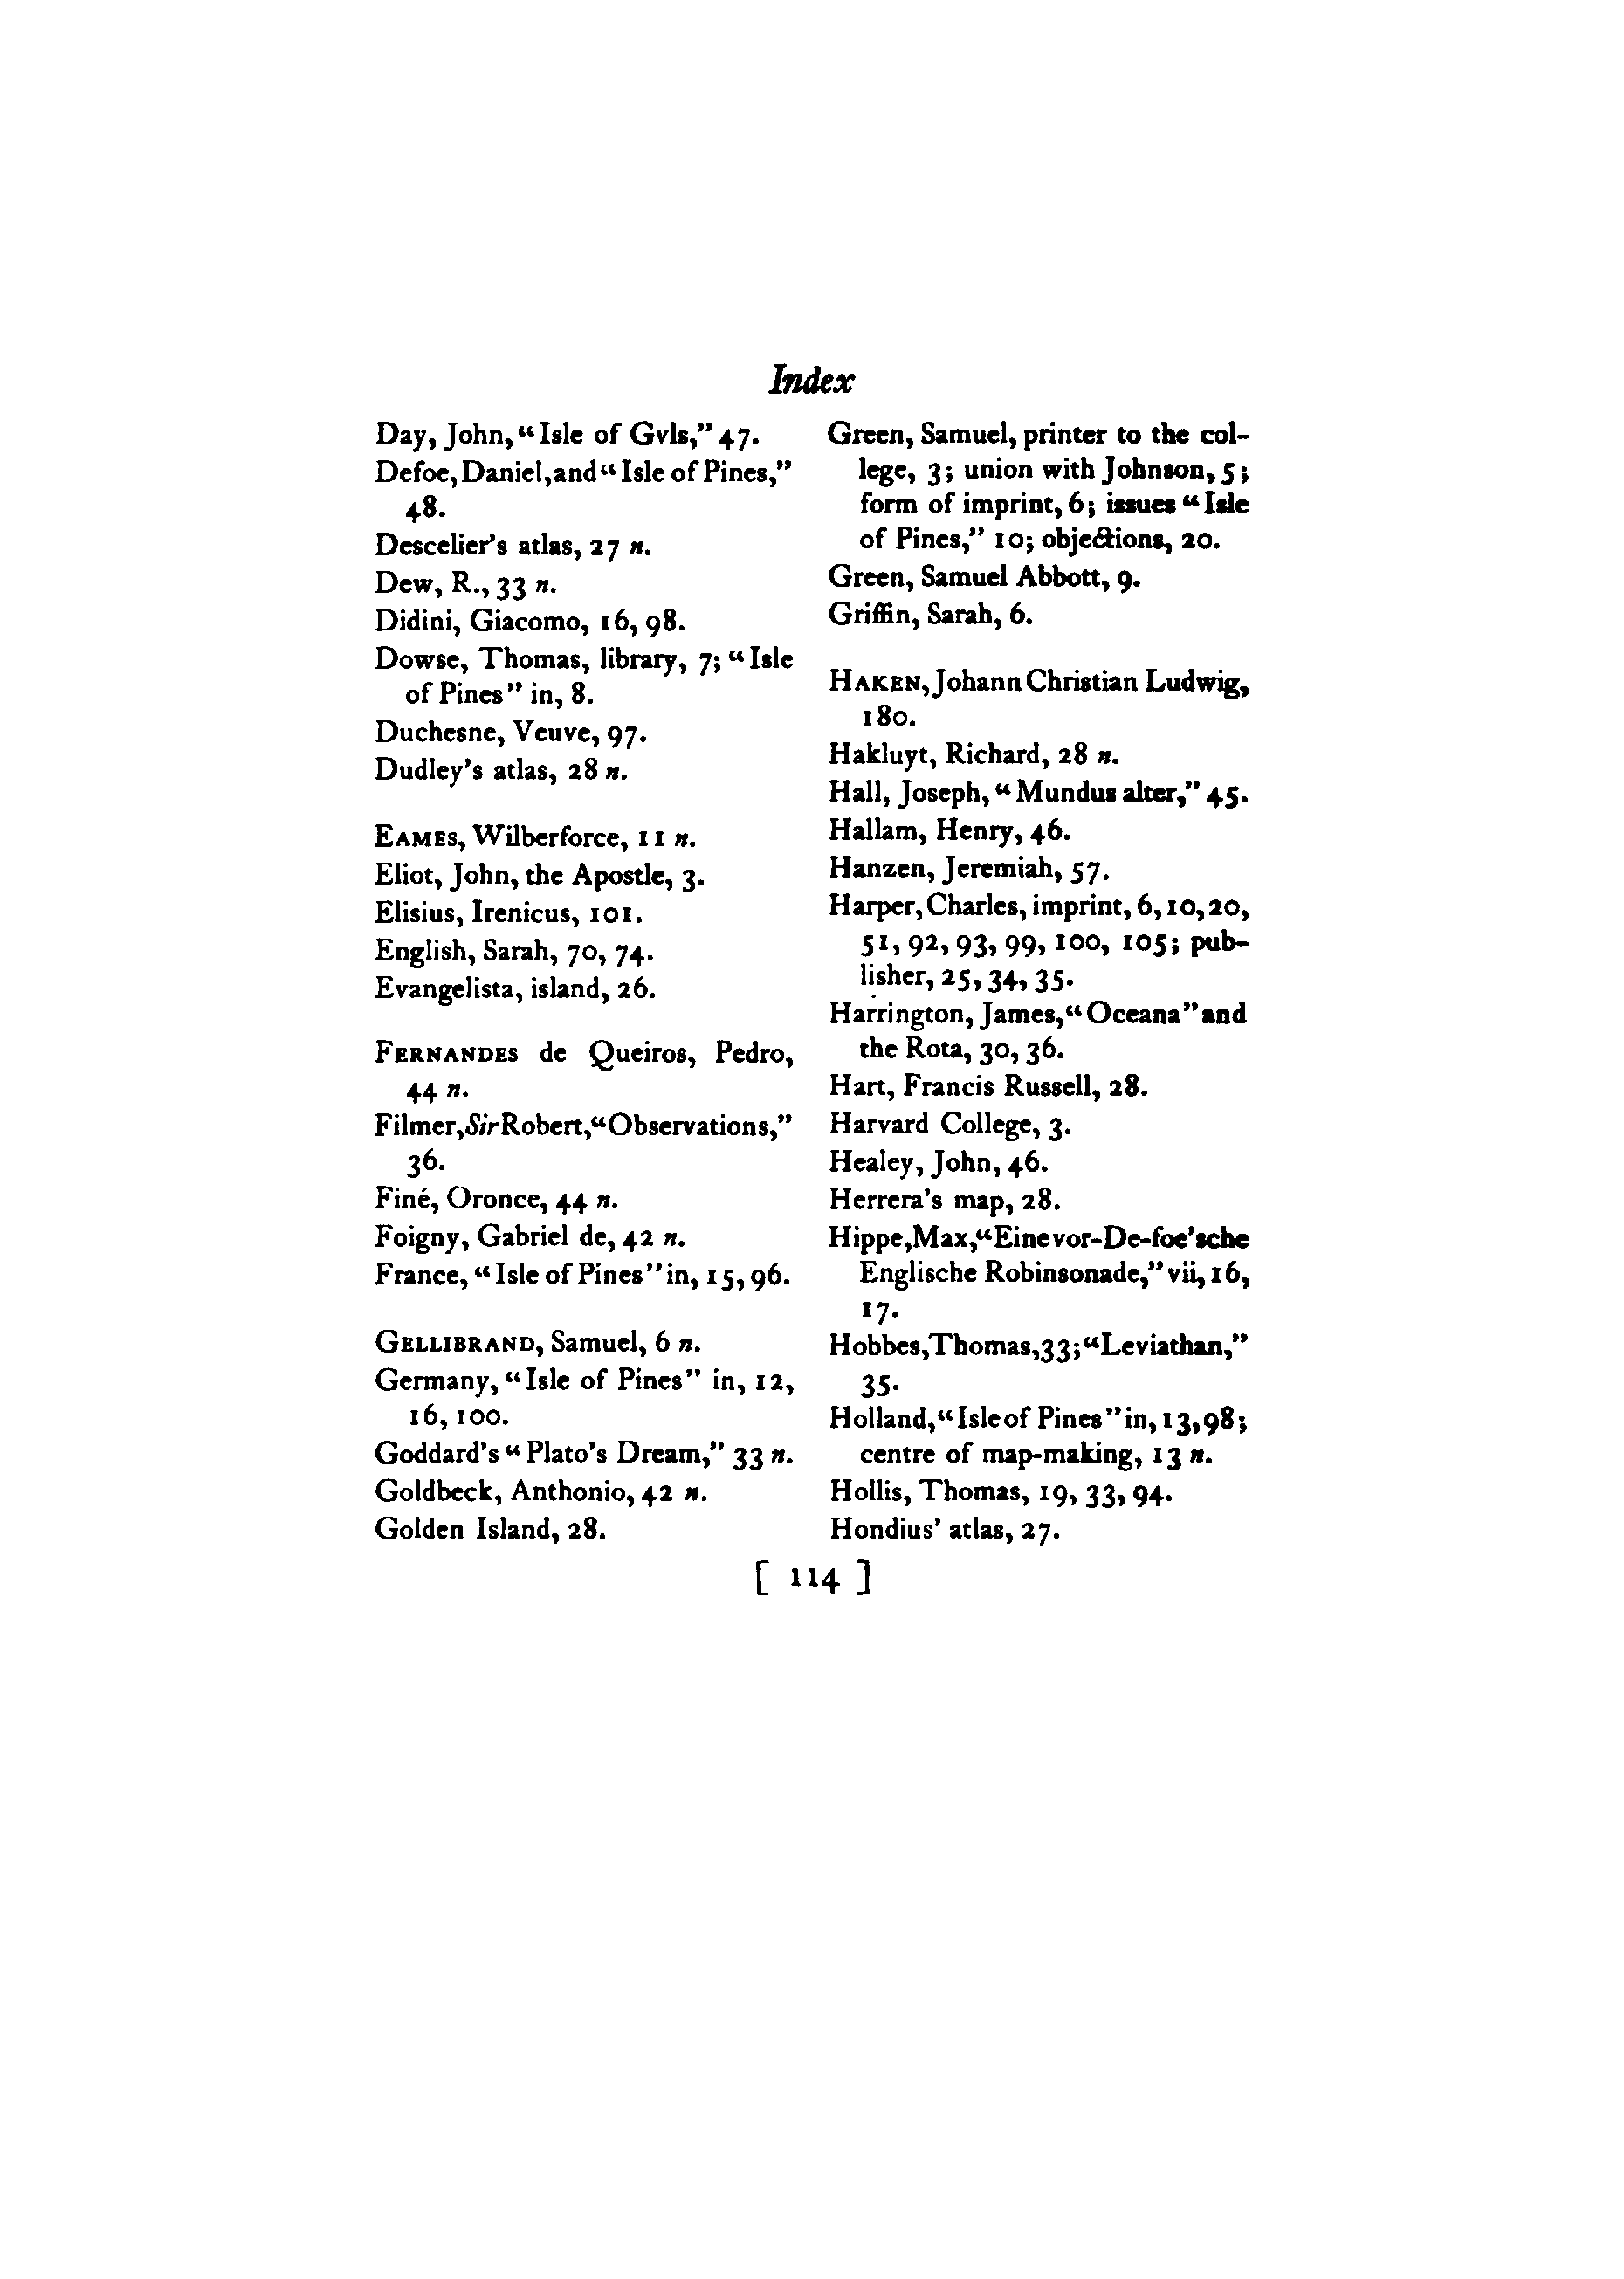 Index
Day, John, “Isle of Gvls,” 47.
Defoe, Daniel, and “Isle of Pines,”
48.
Descelier's atlas, 27 n.
Dew, R., 33 n.
Didini, Giacomo, 16, 98.
Dowse, Thomas, library, 7; “Isle
of Pines” in, 8.
Duchesne, Veuve, 97.
Dudley's atlas, 28 n.
EAMES, Wilberforce, 11 n.
Eliot, John, the Apostle, 3.
Elisius, Irenicus, 101.
English, Sarah, 70, 74.
Evangelista, island, 26.
FERNANDES de Queiros, Pedro,
44 n.
Filmer, Sir Robert, “Observations,”
36.
Finé, Oronce, 44 n.
Foigny, Gabriel de, 42 n.
France, “Isle of Pines” in, 15, 96.
GELLIBRAND, Samuel, 6 n.
Germany, “Isle of Pines” in, 12,
16, 100.
Goddard's “Plato's Dream,” 33 n.
Goldbeck, Anthonio, 42 n.
Golden Island, 28.
Green, Samuel, printer to the col-
lege, 3; union with Johnson, 5;
form of imprint, 6; issues “Isle
of Pines,” 10; objections, 20.
Green, Samuel Abbott, 9.
Griffin, Sarah, 6.
HAKEN, Johann Christian Ludwig,
180.
Hakluyt, Richard, 28 n.
Hall, Joseph, “Mundus alter,” 45.
Hallam, Henry, 46.
Hanzen, Jeremiah, 57.
Harper, Charles, imprint, 6, 10, 20,
51, 92, 93, 99, 100, 105; pub-
lisher, 25, 34, 35.
Harrington, James, “Oceana” and
the Rota, 30, 36.
Hart, Francis Russell, 28.
Harvard College, 3.
Healey, John, 46.
Herrera's map, 28.
Hippe, Max, “Eine vor-De-foe'sche
Englische Robinsonade,” vii, 16,
17.
Hobbes, Thomas, 33; “Leviathan,”
35.
Holland, “Isle of Pines” in, 13, 98;
centre of map-making, 13 n.
Hollis, Thomas, 19, 33, 94.
Hondius' atlas, 27.
[ 114 ]